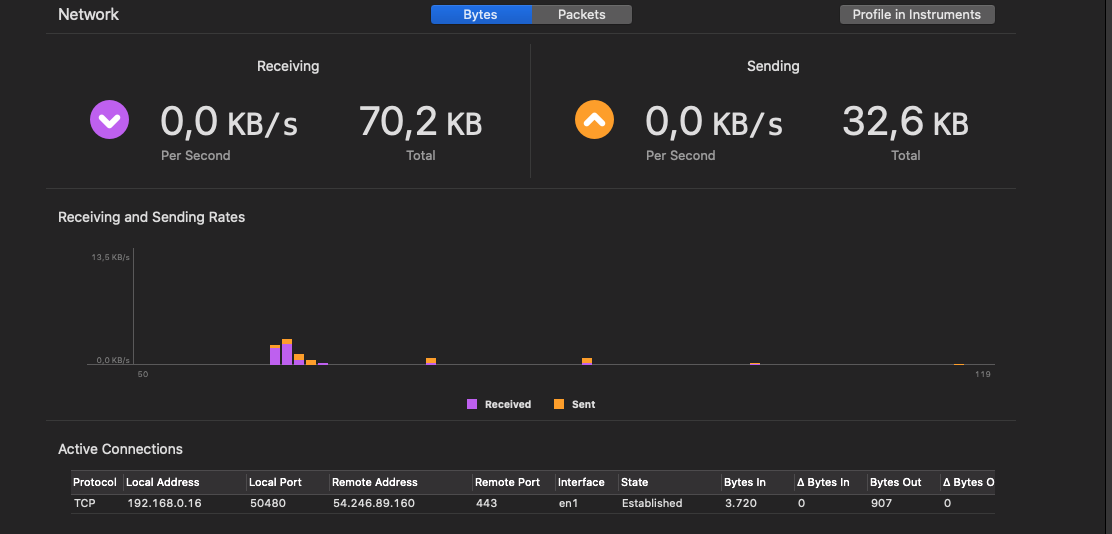 Network Bytes Packets Profile in Instruments
Receiving Sending
0,0 KB/s 70,2 KB 0,0 KB/s 32,6 KB
Per Second Total Per Second Total
Receiving and Sending Rates
13,5 KB/s
0,0 KB/s
50 119
Received Sent
Active Connections
Protocol Local Address Local Port Remote Address Remote Port Interface State Bytes In Δ Bytes In Bytes Out Δ Bytes O
TCP 192.168.0.16 50480 54.246.89.160 443 en1 Established 3.720 0 907 0